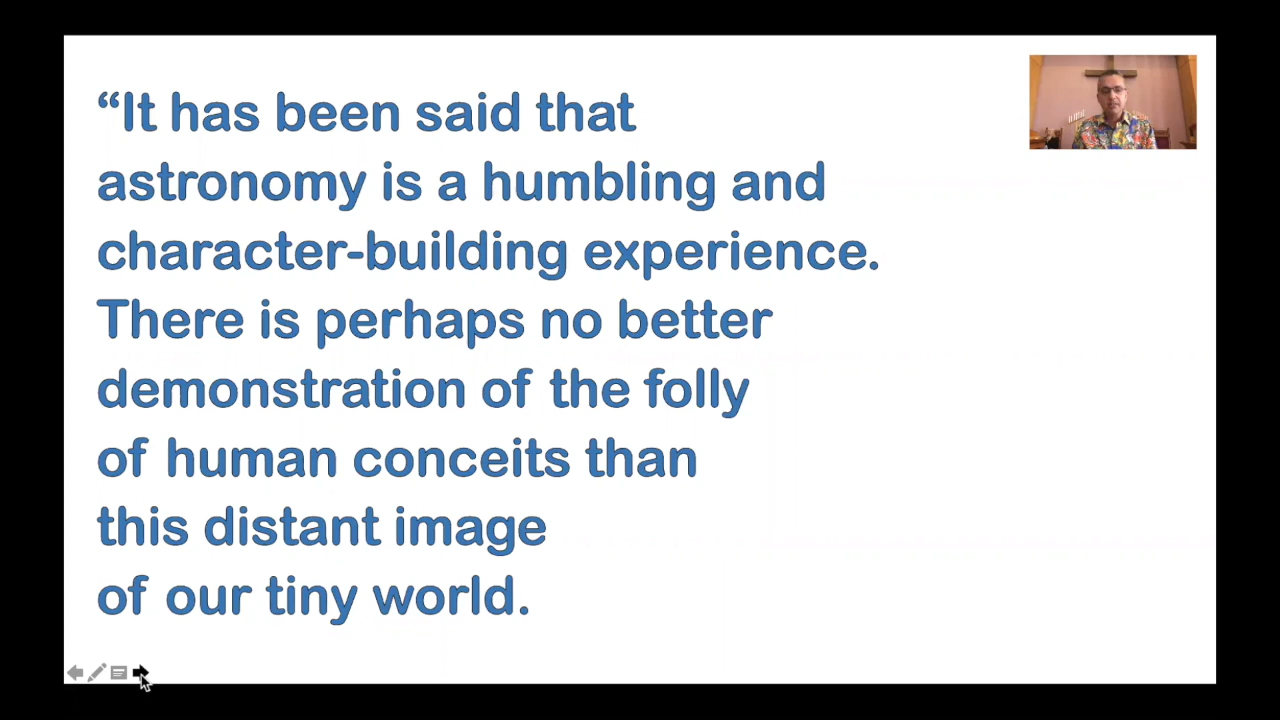 “It has been said that
astronomy is a humbling and
character-building experience.
There is perhaps no better
demonstration of the folly
of human conceits than
this distant image
of our tiny world.